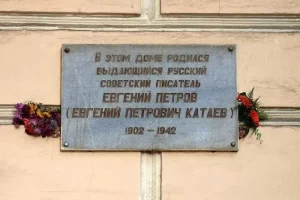 В ЭТОМ ДОМЕ РОДИЛСЯ
ВЫДАЮЩИЙСЯ РУССКИЙ
СОВЕТСКИЙ ПИСАТЕЛЬ
ЕВГЕНИЙ ПЕТРОВ
(ЕВГЕНИЙ ПЕТРОВИЧ КАТАЕВ)
1902 – 1942